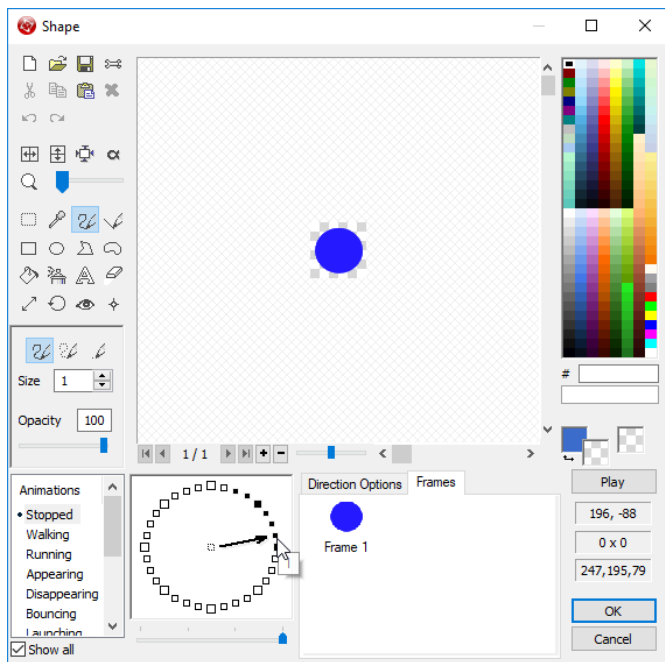 Shape
Size 1
Opacity 100
1 / 1
#
Animations
Stopped
Walking
Running
Appearing
Disappearing
Bouncing
Launching
Show all
Direction Options Frames
Frame 1
Play
196, -88
0 x 0
247,195,79
OK
Cancel